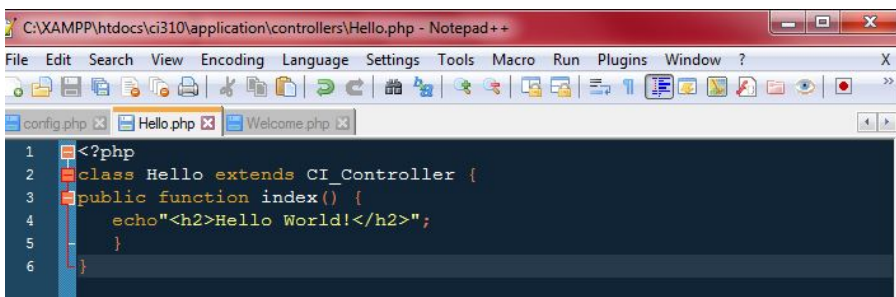 C:\XAMPP\htdocs\ci310\application\controllers\Hello.php - Notepad++
File Edit Search View Encoding Language Settings Tools Macro Run Plugins Window ? X
config.php Hello.php Welcome.php
1 <?php
2 class Hello extends CI_Controller {
3 public function index() {
4 echo"<h2>Hello World!</h2>";
5 }
6 }